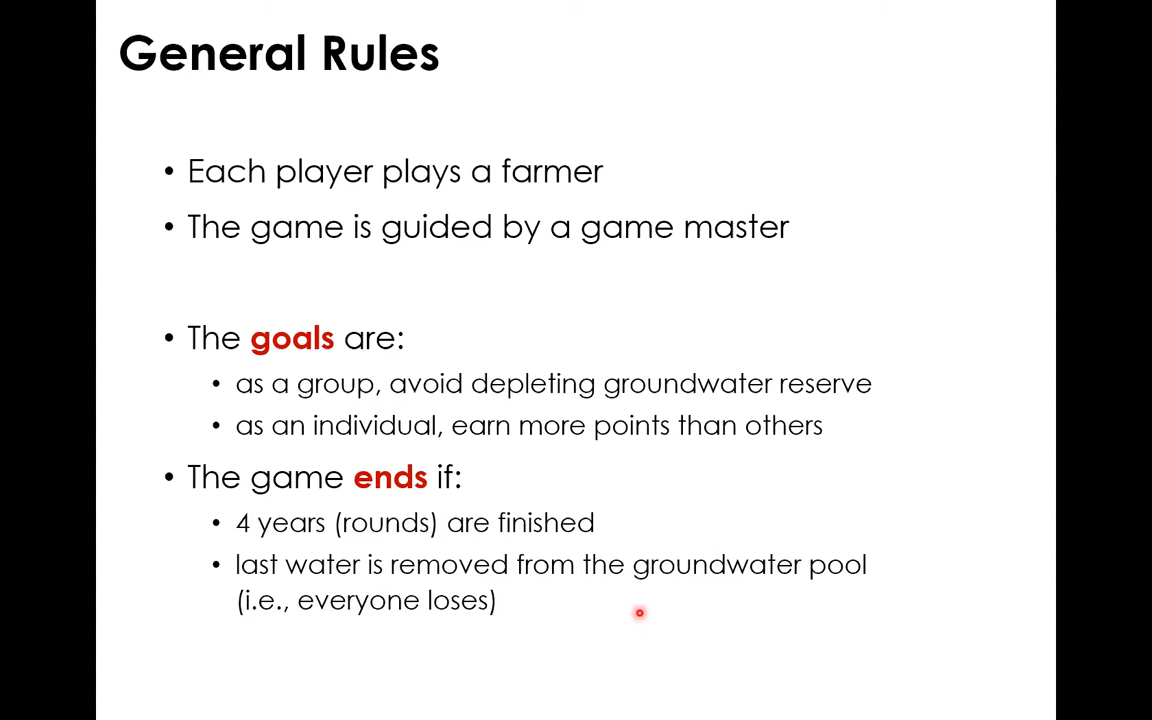 General Rules
• Each player plays a farmer
• The game is guided by a game master
• The goals are:
• as a group, avoid depleting groundwater reserve
• as an individual, earn more points than others
• The game ends if:
• 4 years (rounds) are finished
• last water is removed from the groundwater pool
(i.e., everyone loses)